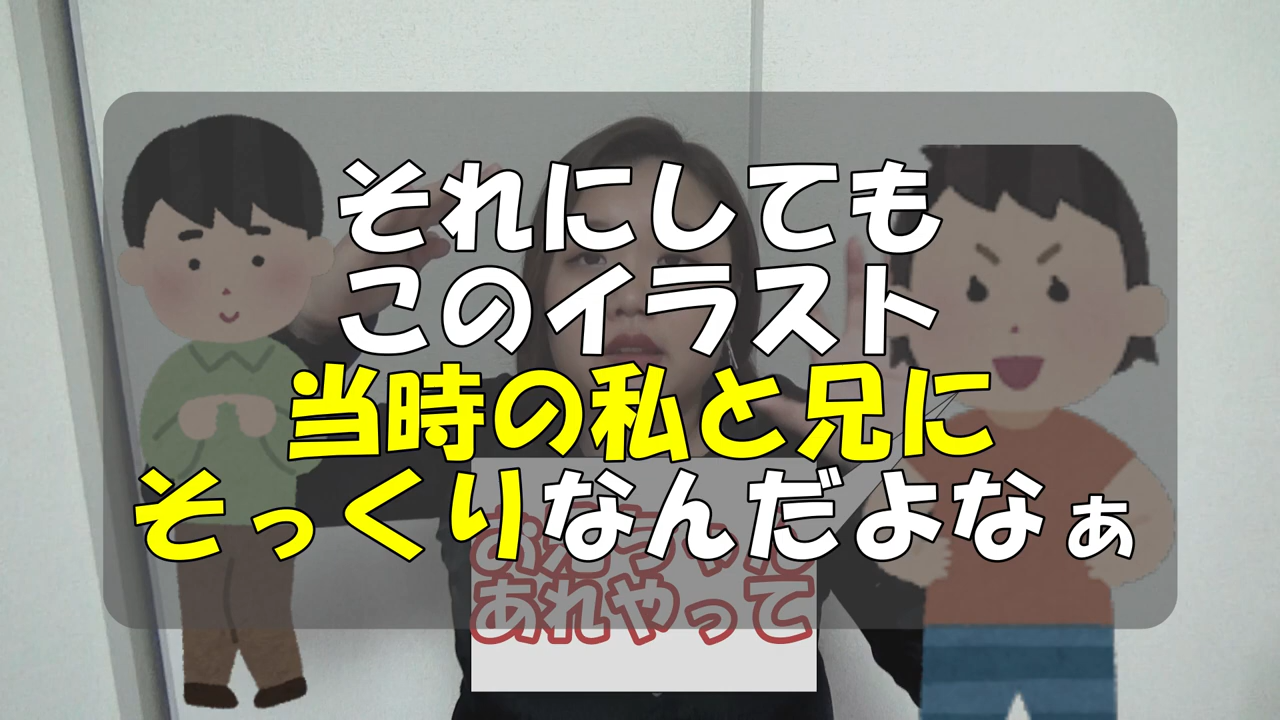 それにしても
このイラスト
当時の私と兄に
そっくりなんだよなぁ
あれやって